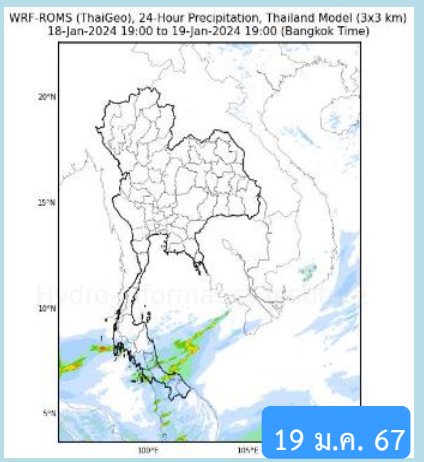 WRF-ROMS (ThaiGeo), 24-Hour Precipitation, Thailand Model (3x3 km)
18-Jan-2024 19:00 to 19-Jan-2024 19:00 (Bangkok Time)
20°N
15°N
10°N
5°N
100°E
105°E
19 ม.ค. 67